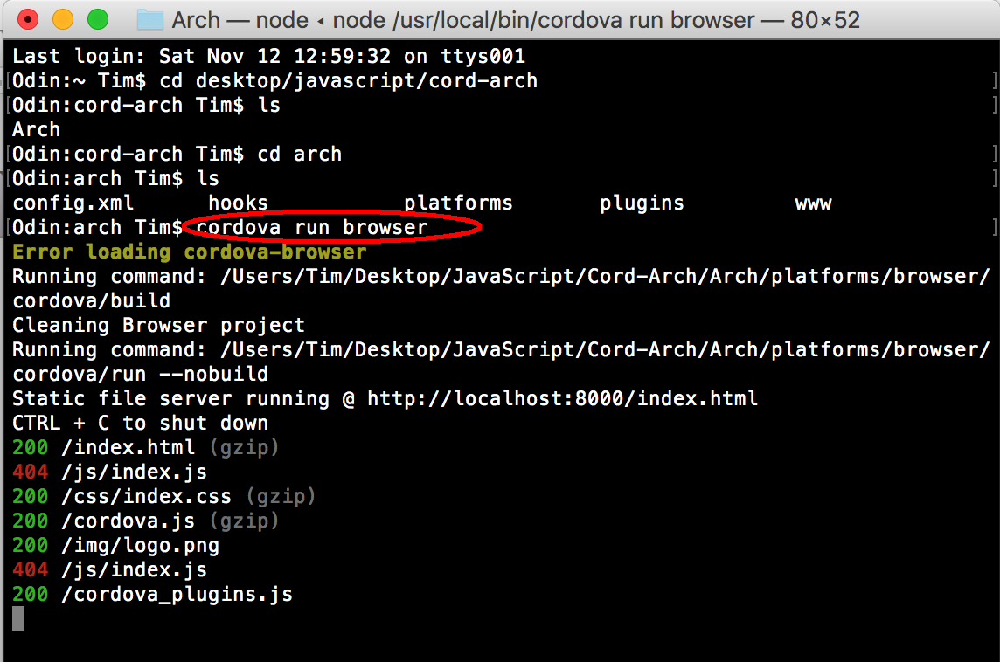 Arch — node ◂ node /usr/local/bin/cordova run browser — 80×52
Last login: Sat Nov 12 12:59:32 on ttys001
[Odin:~ Tim$ cd desktop/javascript/cord-arch ]
[Odin:cord-arch Tim$ ls ]
Arch
[Odin:cord-arch Tim$ cd arch ]
[Odin:arch Tim$ ls ]
config.xml hooks platforms plugins www
[Odin:arch Tim$ cordova run browser ]
Error loading cordova-browser
Running command: /Users/Tim/Desktop/JavaScript/Cord-Arch/Arch/platforms/browser/
cordova/build
Cleaning Browser project
Running command: /Users/Tim/Desktop/JavaScript/Cord-Arch/Arch/platforms/browser/
cordova/run --nobuild
Static file server running @ http://localhost:8000/index.html
CTRL + C to shut down
200 /index.html (gzip)
404 /js/index.js
200 /css/index.css (gzip)
200 /cordova.js (gzip)
200 /img/logo.png
404 /js/index.js
200 /cordova_plugins.js